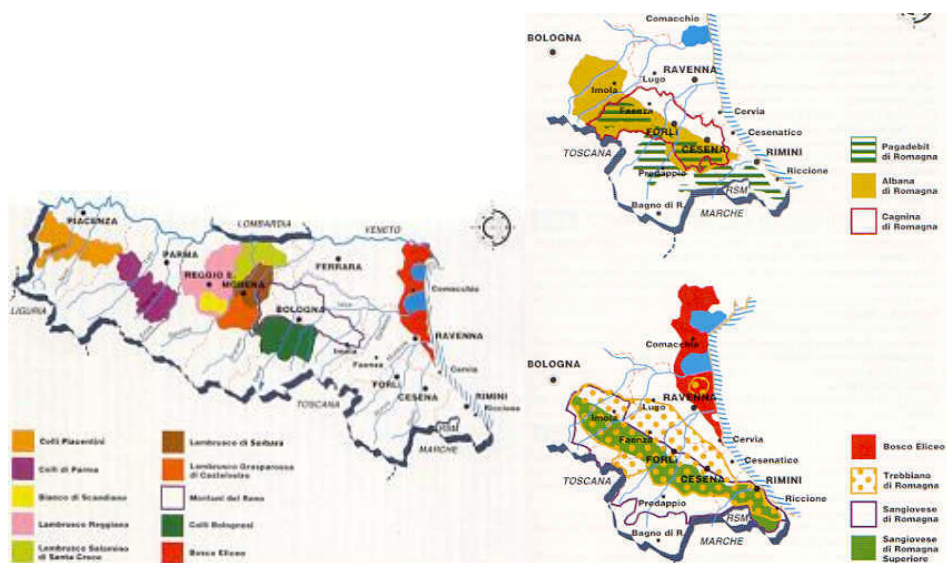 Comacchio
BOLOGNA
RAVENNA
Lugo
Imola
Faenza
Cervia
FORLI
Cesenatico
CESENA
RIMINI
TOSCANA
Predappio
Riccione
RSM
Bagno di R.
MARCHE
Pagadebit
di Romagna
Albana
di Romagna
Cagnina
di Romagna
PIACENZA
LOMBARDIA
VENETO
PARMA
REGGIO E.
FERRARA
MODENA
Comacchio
BOLOGNA
LIGURIA
RAVENNA
Imola
Faenza
Cervia
FORLI
CESENA
RIMINI
Riccione
TOSCANA
RSM
MARCHE
Colli Piacentini
Colli di Parma
Bianco di Scandiano
Lambrusco Reggiano
Lambrusco Salamino
di Santa Croce
Lambrusco di Sorbara
Lambrusco Grasparossa
di Castelvetro
Montuni del Reno
Colli Bolognesi
Bosco Eliceo
Comacchio
BOLOGNA
RAVENNA
Lugo
Imola
Faenza
Cervia
FORLI
Cesenatico
CESENA
RIMINI
TOSCANA
Riccione
Predappio
RSM
Bagno di R.
MARCHE
Bosco Eliceo
Trebbiano
di Romagna
Sangiovese
di Romagna
Sangiovese
di Romagna
Superiore